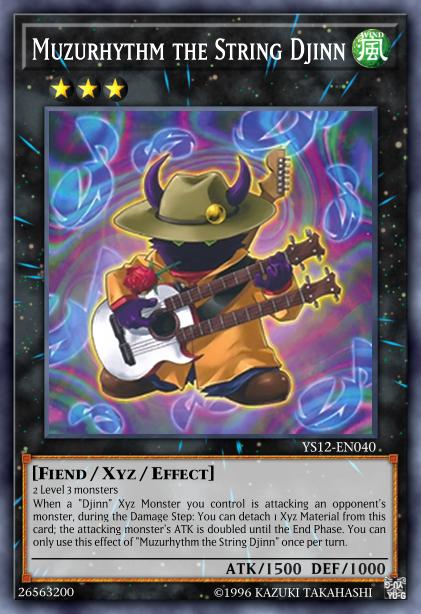 MUZURHYTHM THE STRING DJINN
WIND
風
YS12-EN040
[FIEND / XYZ / EFFECT]
2 Level 3 monsters
When a "Djinn" Xyz Monster you control is attacking an opponent's
monster, during the Damage Step: You can detach 1 Xyz Material from this
card; the attacking monster's ATK is doubled until the End Phase. You can
only use this effect of "Muzurhythm the String Djinn" once per turn.
ATK/1500 DEF/1000
26563200
©1996 KAZUKI TAKAHASHI